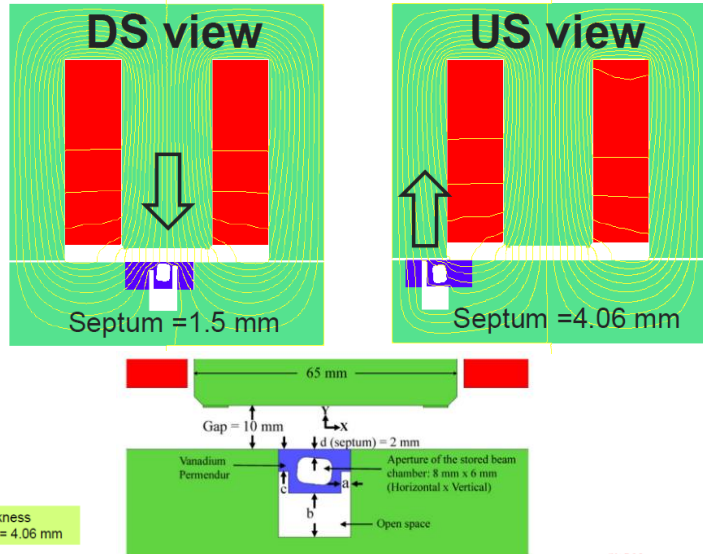 DS view
US view
Septum =1.5 mm
Septum =4.06 mm
65 mm
Gap = 10 mm
Y
X
d (septum) = 2 mm
Vanadium
Permendur
Aperture of the stored beam
chamber: 8 mm x 6 mm
(Horizontal x Vertical)
c
a
b
Open space
= 4.06 mm